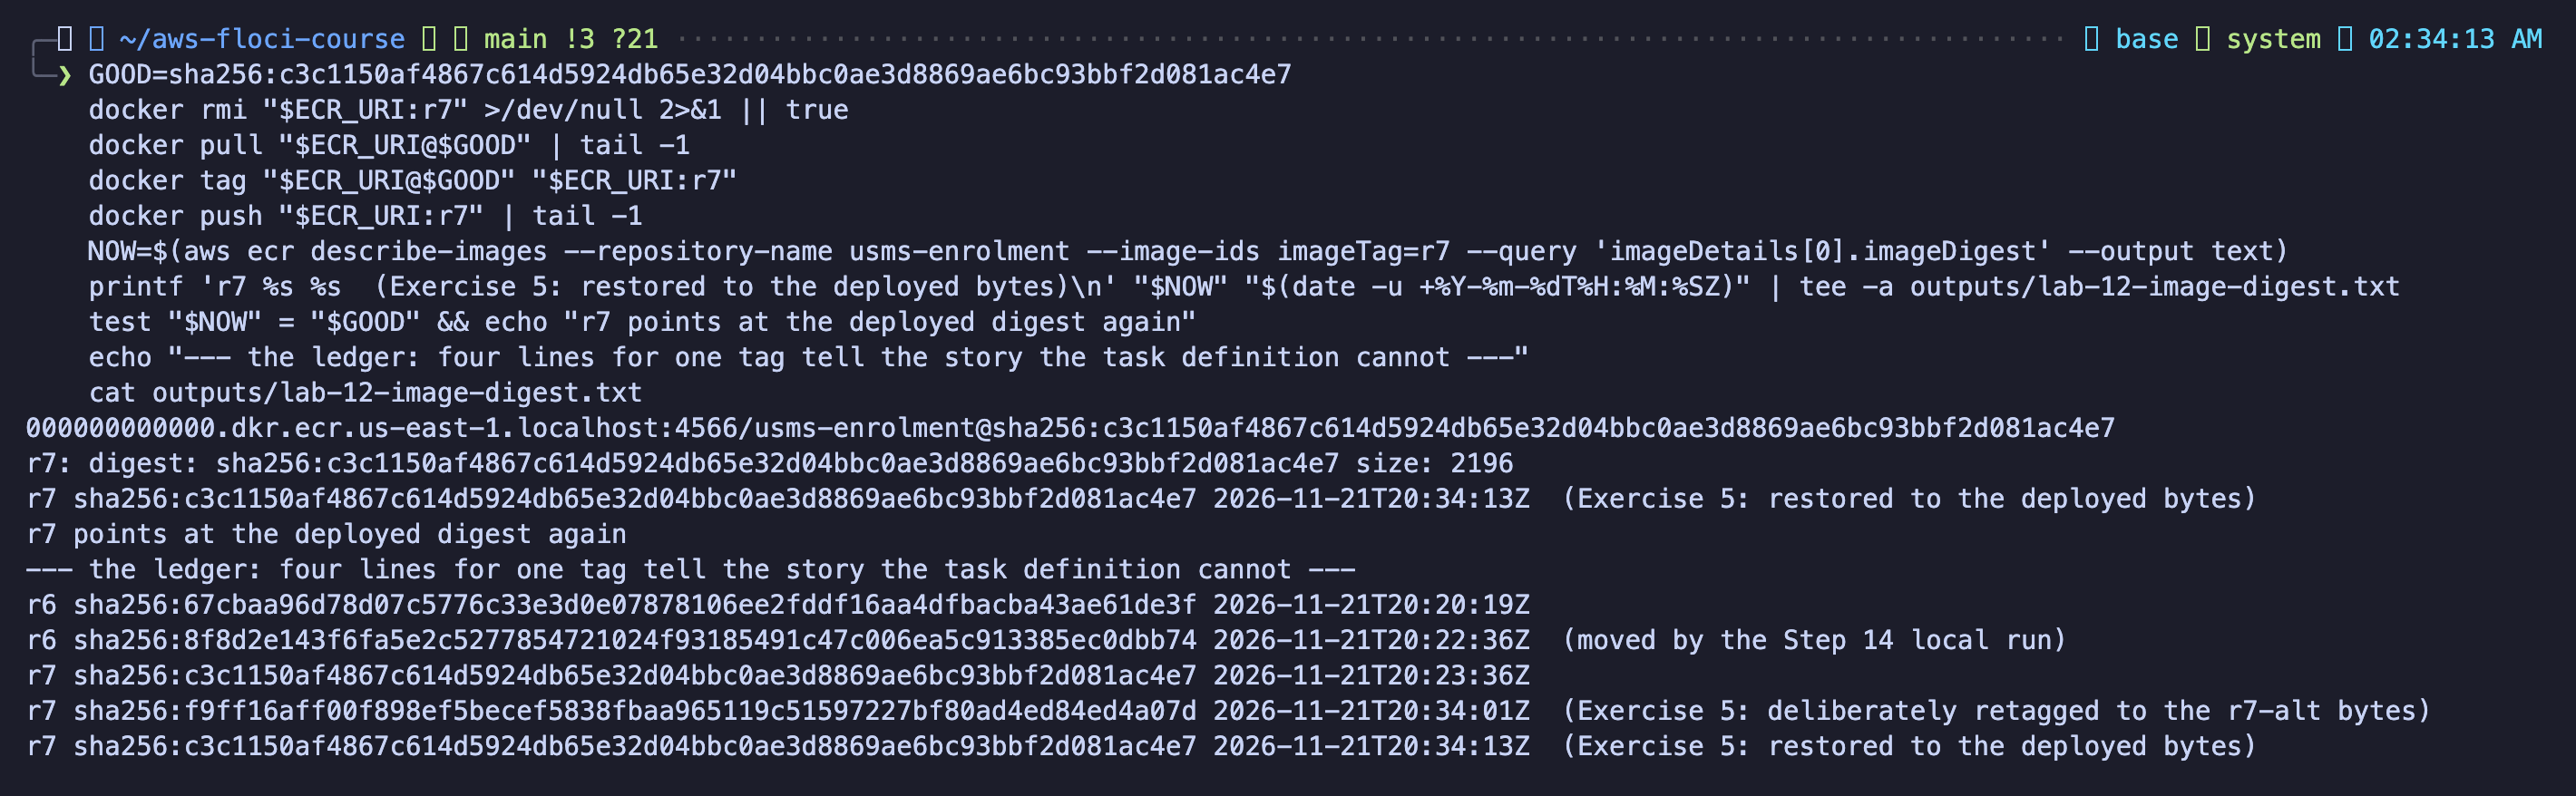 ~/aws-floci-course main !3 ?21 base system 02:34:13 AM
❯ GOOD=sha256:c3c1150af4867c614d5924db65e32d04bbc0ae3d8869ae6bc93bbf2d081ac4e7
docker rmi "$ECR_URI:r7" >/dev/null 2>&1 || true
docker pull "$ECR_URI@$GOOD" | tail -1
docker tag "$ECR_URI@$GOOD" "$ECR_URI:r7"
docker push "$ECR_URI:r7" | tail -1
NOW=$(aws ecr describe-images --repository-name usms-enrolment --image-ids imageTag=r7 --query 'imageDetails[0].imageDigest' --output text)
printf 'r7 %s %s  (Exercise 5: restored to the deployed bytes)\n' "$NOW" "$(date -u +%Y-%m-%dT%H:%M:%SZ)" | tee -a outputs/lab-12-image-digest.txt
test "$NOW" = "$GOOD" && echo "r7 points at the deployed digest again"
echo "--- the ledger: four lines for one tag tell the story the task definition cannot ---"
cat outputs/lab-12-image-digest.txt
000000000000.dkr.ecr.us-east-1.localhost:4566/usms-enrolment@sha256:c3c1150af4867c614d5924db65e32d04bbc0ae3d8869ae6bc93bbf2d081ac4e7
r7: digest: sha256:c3c1150af4867c614d5924db65e32d04bbc0ae3d8869ae6bc93bbf2d081ac4e7 size: 2196
r7 sha256:c3c1150af4867c614d5924db65e32d04bbc0ae3d8869ae6bc93bbf2d081ac4e7 2026-11-21T20:34:13Z  (Exercise 5: restored to the deployed bytes)
r7 points at the deployed digest again
--- the ledger: four lines for one tag tell the story the task definition cannot ---
r6 sha256:67cbaa96d78d07c5776c33e3d0e07878106ee2fddf16aa4dfbacba43ae61de3f 2026-11-21T20:20:19Z
r6 sha256:8f8d2e143f6fa5e2c5277854721024f93185491c47c006ea5c913385ec0dbb74 2026-11-21T20:22:36Z  (moved by the Step 14 local run)
r7 sha256:c3c1150af4867c614d5924db65e32d04bbc0ae3d8869ae6bc93bbf2d081ac4e7 2026-11-21T20:23:36Z
r7 sha256:f9ff16aff00f898ef5becef5838fbaa965119c51597227bf80ad4ed84ed4a07d 2026-11-21T20:34:01Z  (Exercise 5: deliberately retagged to the r7-alt bytes)
r7 sha256:c3c1150af4867c614d5924db65e32d04bbc0ae3d8869ae6bc93bbf2d081ac4e7 2026-11-21T20:34:13Z  (Exercise 5: restored to the deployed bytes)